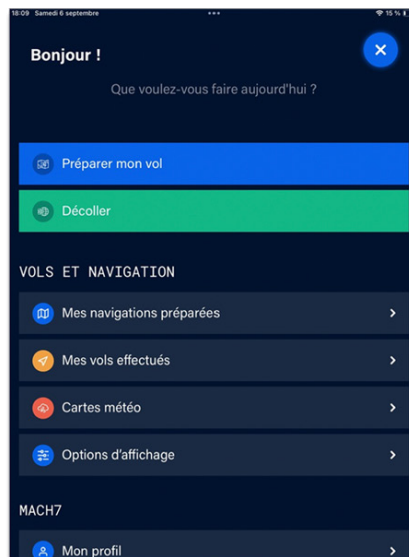 18:09 Samedi 6 septembre
15 %
Bonjour !
Que voulez-vous faire aujourd'hui ?
Préparer mon vol
Décoller
VOLS ET NAVIGATION
Mes navigations préparées
Mes vols effectués
Cartes météo
Options d'affichage
MACH7
Mon profil